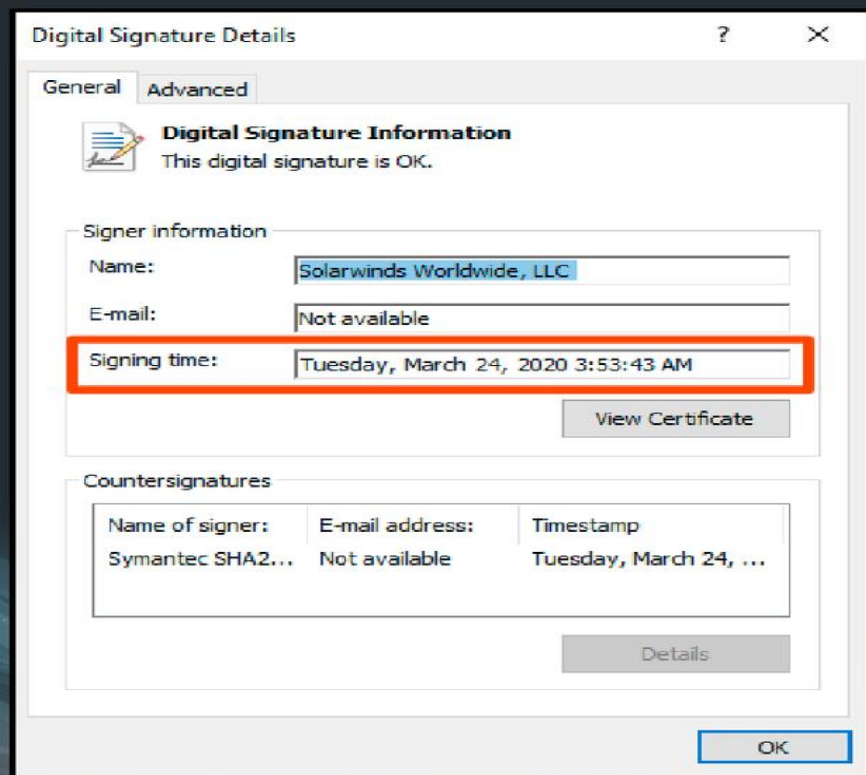 Digital Signature Details ?
General Advanced
Digital Signature Information
This digital signature is OK.
Signer information
Name: Solarwinds Worldwide, LLC
E-mail: Not available
Signing time: Tuesday, March 24, 2020 3:53:43 AM
View Certificate
Countersignatures
Name of signer: E-mail address: Timestamp
Symantec SHA2... Not available Tuesday, March 24, ...
Details
OK